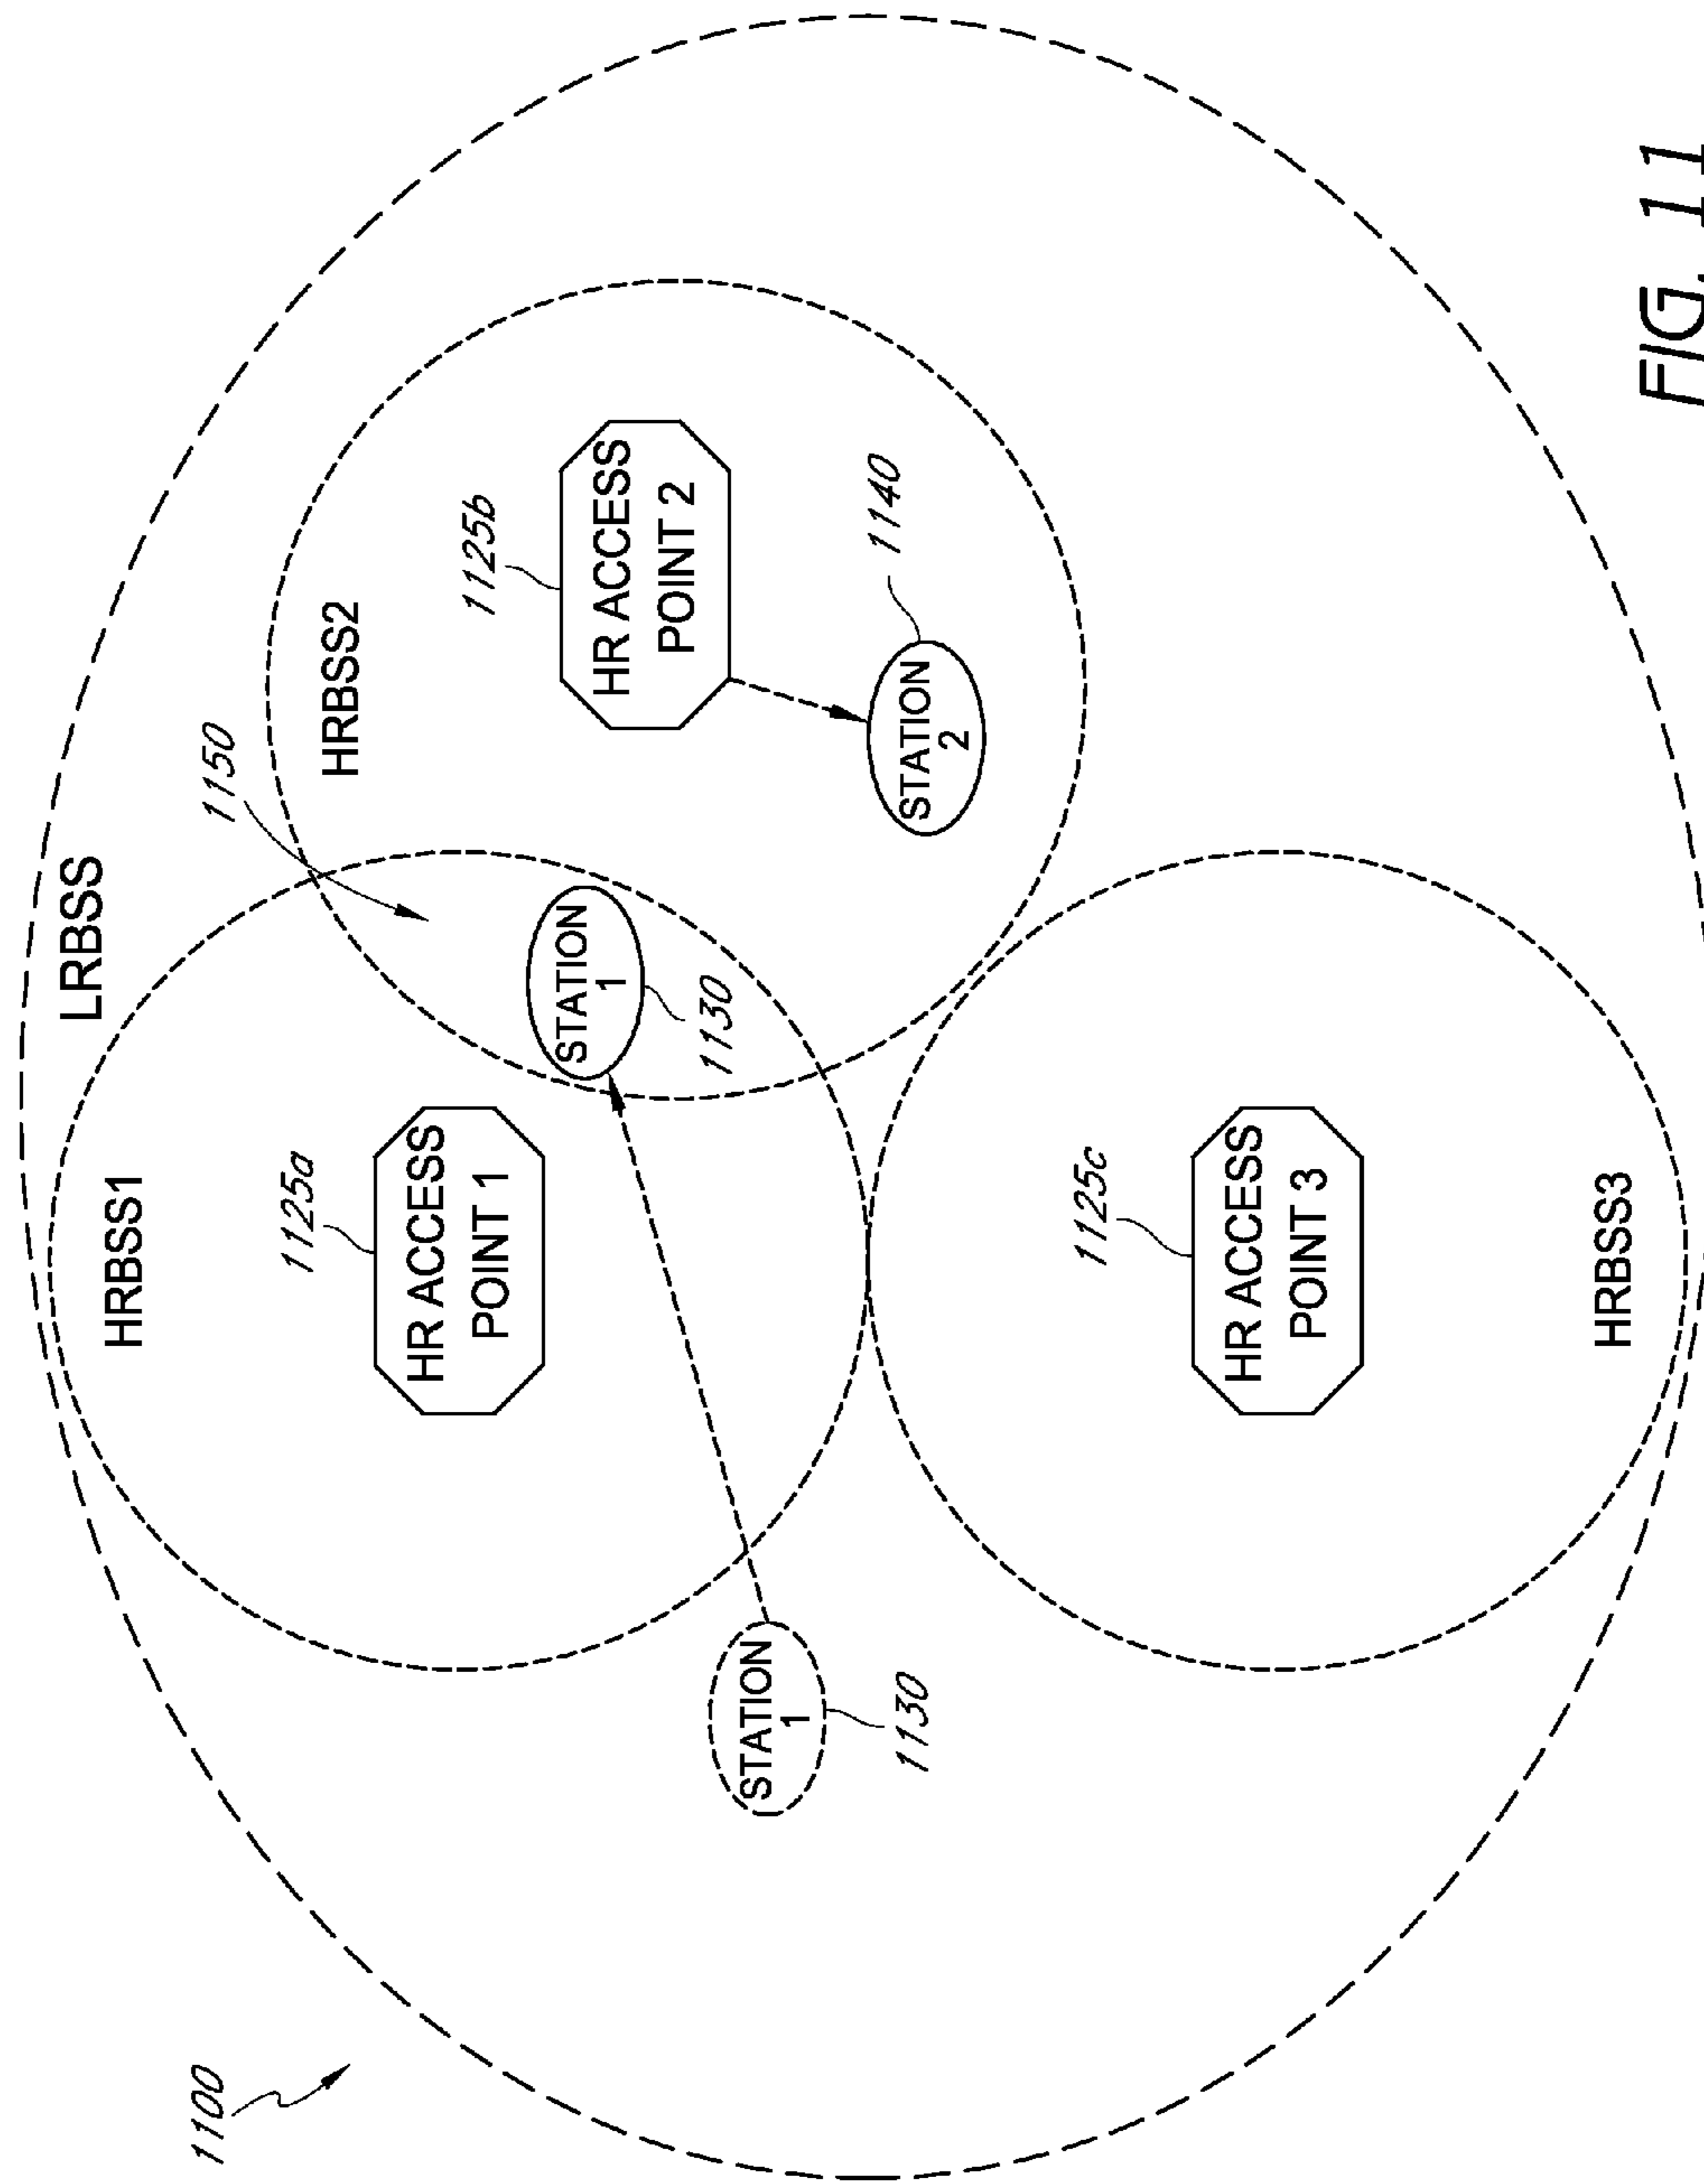 1100
LRBSS
HRBSS1
1125a
HR ACCESS
POINT 1
1150
HRBSS2
1125b
HR ACCESS
POINT 2
STATION
1
1130
STATION
2
1140
STATION
1
1130
1125c
HR ACCESS
POINT 3
HRBSS3
FIG. 11